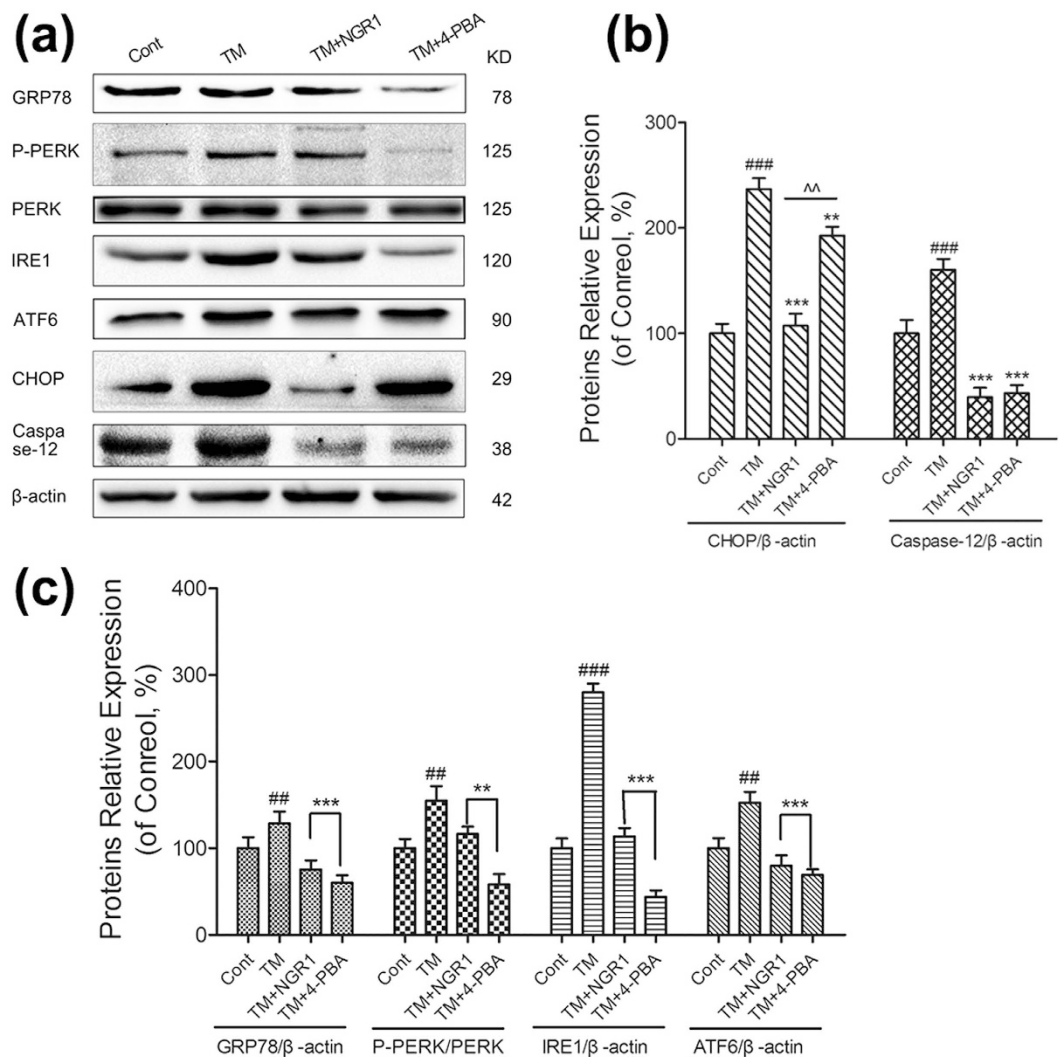 (a)
Cont TM TM+NGR1 TM+4-PBA KD
GRP78 78
P-PERK 125
PERK 125
IRE1 120
ATF6 90
CHOP 29
Caspa
se-12 38
β-actin 42
(b)
Proteins Relative Expression
(of Conreol, %)
300
200
100
0
### ^^ ** *** ### *** ***
Cont TM TM+NGR1 TM+4-PBA Cont TM TM+NGR1 TM+4-PBA
CHOP/β -actin Caspase-12/β -actin
(c)
Proteins Relative Expression
(of Conreol, %)
400
300
200
100
0
## *** ## ** ### *** ## ***
Cont TM TM+NGR1 TM+4-PBA Cont TM TM+NGR1 TM+4-PBA Cont TM TM+NGR1 TM+4-PBA Cont TM TM+NGR1 TM+4-PBA
GRP78/β -actin P-PERK/PERK IRE1/β -actin ATF6/β -actin